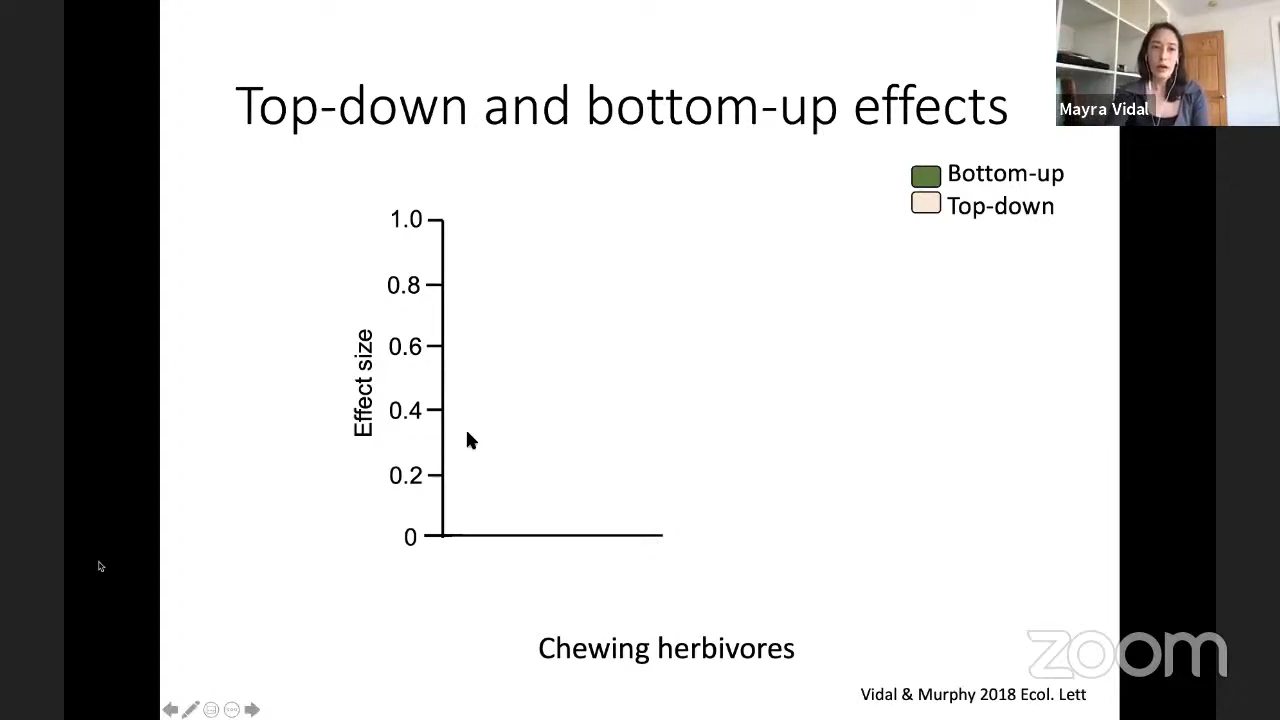 Top-down and bottom-up effects
Mayra Vidal
Bottom-up
Top-down
1.0
0.8
0.6
0.4
0.2
0
Effect size
Chewing herbivores
zoom
Vidal & Murphy 2018 Ecol. Lett